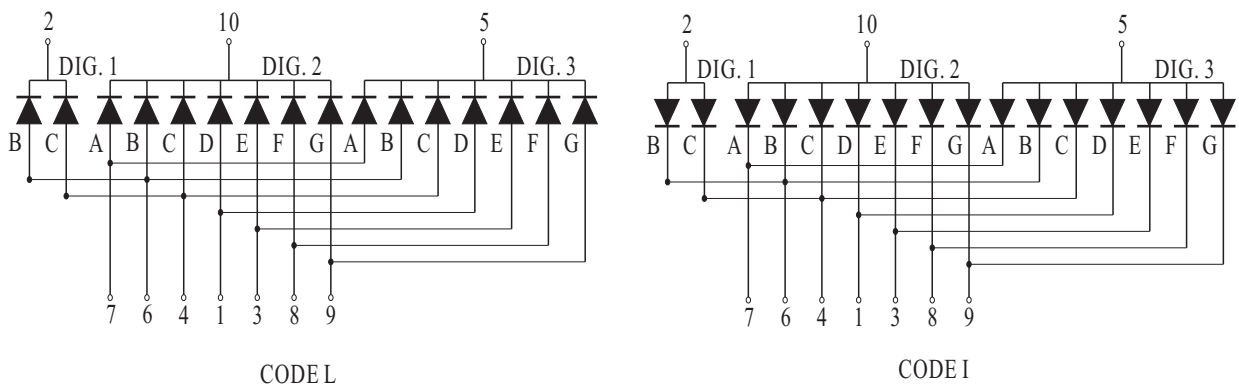 2 10 5
DIG. 1 DIG. 2 DIG. 3
B C A B C D E F G A B C D E F G
7 6 4 1 3 8 9
CODE L
2 10 5
DIG. 1 DIG. 2 DIG. 3
B C A B C D E F G A B C D E F G
7 6 4 1 3 8 9
CODE I